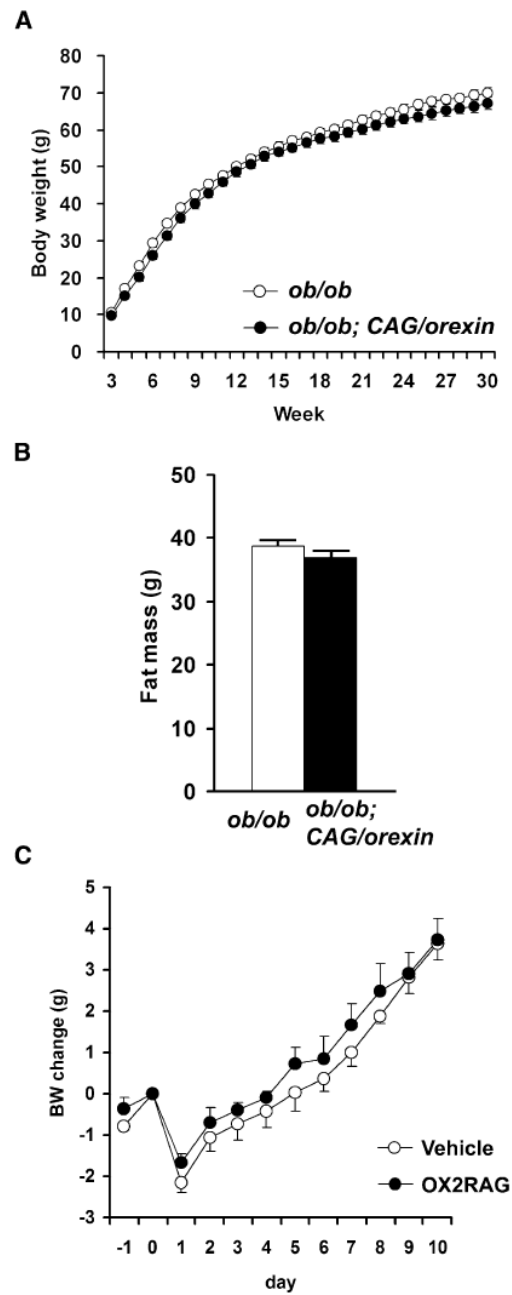 A
80
70
60
50
40
30
20
10
0
Body weight (g)
ob/ob
ob/ob; CAG/orexin
3 6 9 12 15 18 21 24 27 30
Week
B
50
40
30
20
10
0
Fat mass (g)
ob/ob
ob/ob;
CAG/orexin
C
5
4
3
2
1
0
-1
-2
-3
BW change (g)
Vehicle
OX2RAG
-1 0 1 2 3 4 5 6 7 8 9 10
day